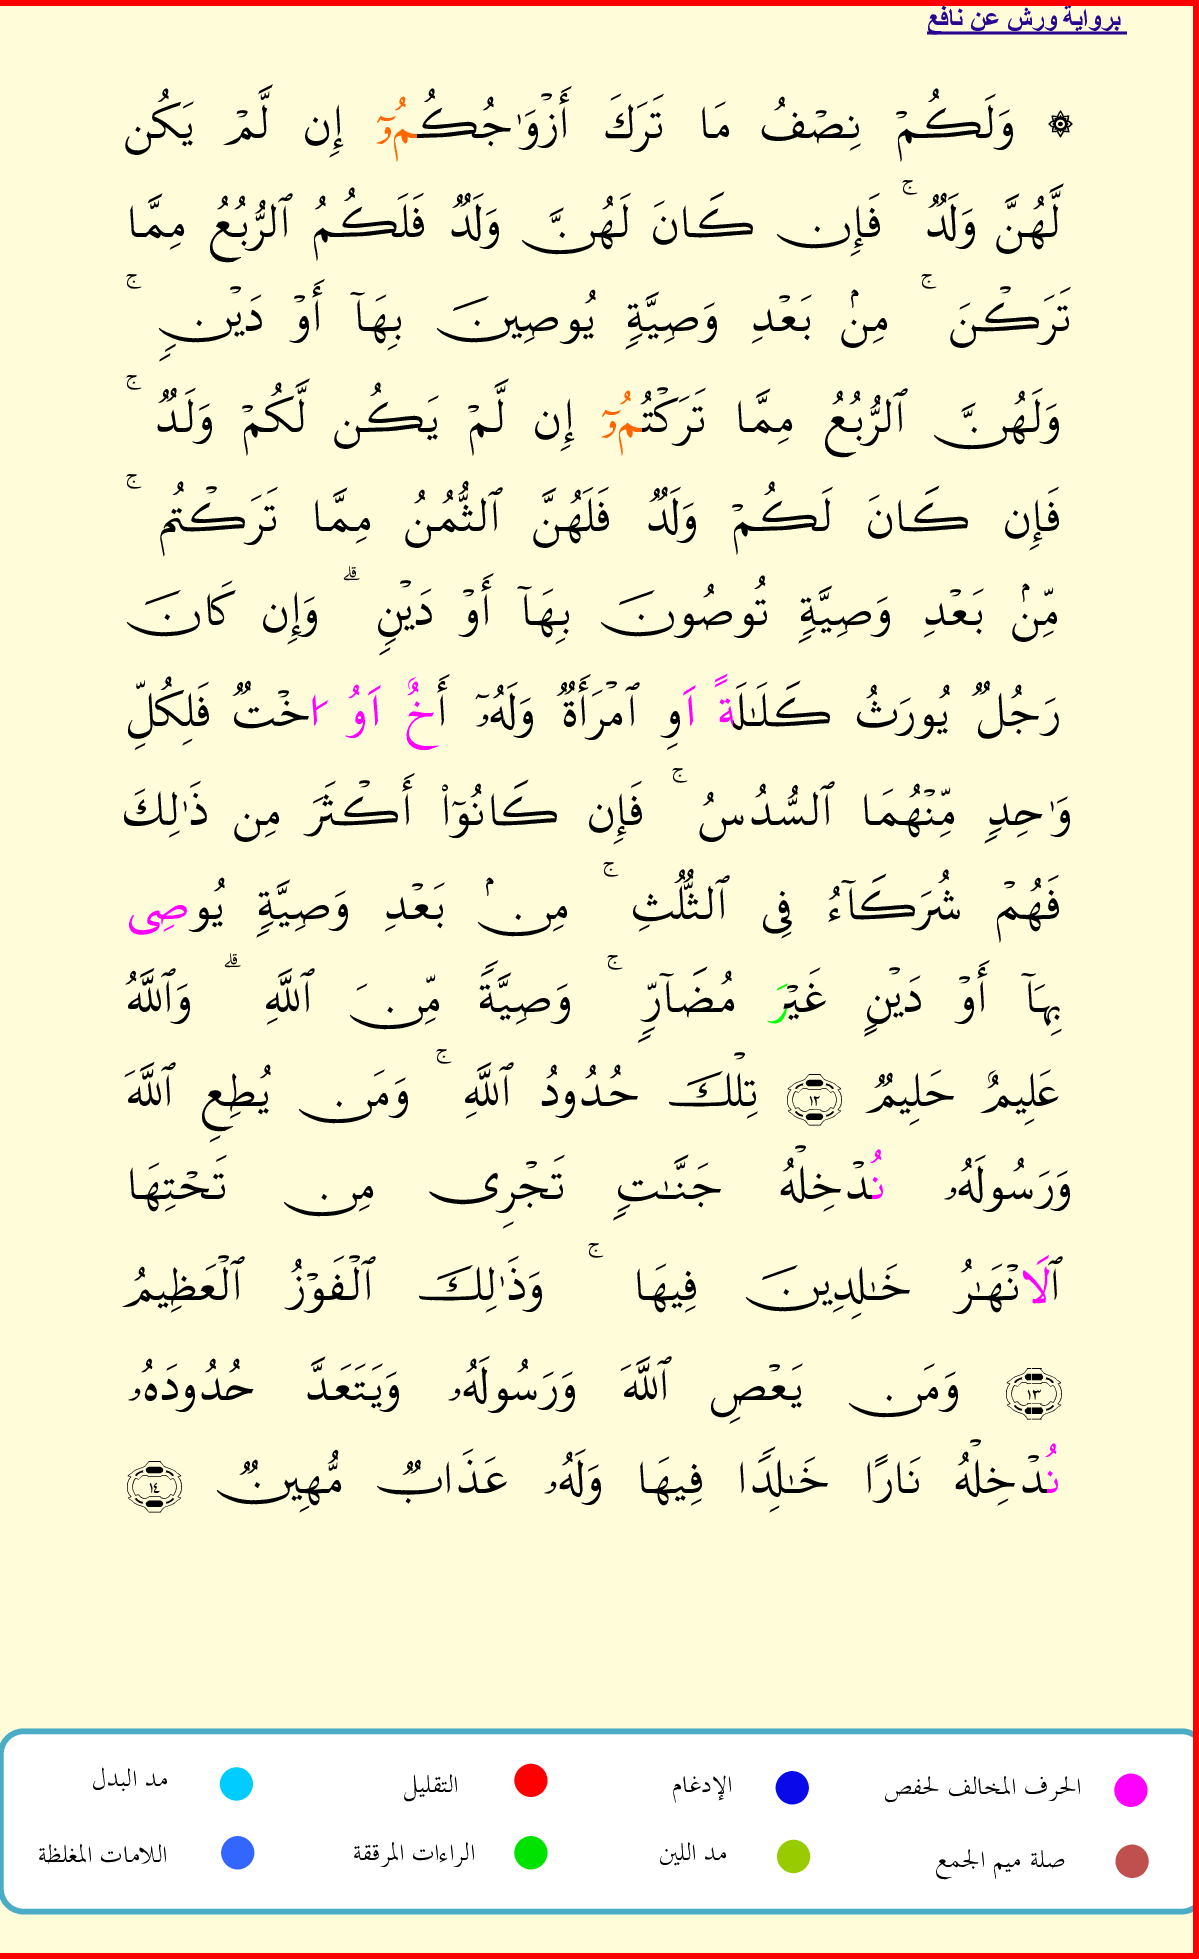 برواية ورش عن نافع
۞ وَلَكُمْ نِصْفُ مَا تَرَكَ أَزْوَٰجُكُمُۥٓ إِن لَّمْ يَكُن
لَّهُنَّ وَلَدٌۖ ۚ فَإِن كَانَ لَهُنَّ وَلَدٌ فَلَكُمُ ٱلرُّبُعُ مِمَّا
تَرَكْنَ ۚ مِنۢ بَعْدِ وَصِيَّةٍ يُوصِينَ بِهَآ أَوْ دَيْنٍ ۚ
وَلَهُنَّ ٱلرُّبُعُ مِمَّا تَرَكْتُمُۥٓ إِن لَّمْ يَكُن لَّكُمْ وَلَدٌ ۚ
فَإِن كَانَ لَكُمْ وَلَدٌ فَلَهُنَّ ٱلثُّمُنُ مِمَّا تَرَكْتُم ۚ
مِّنۢ بَعْدِ وَصِيَّةٍ تُوصُونَ بِهَآ أَوْ دَيْنٍ ۗ وَإِن كَانَ
رَجُلٌ يُورَثُ كَلَٰلَةً اَوِ ٱمْرَأَةٌ وَلَهُۥٓ أَخٌ اَوُ ا۟خْتٌ فَلِكُلِّ
وَٰحِدٍ مِّنْهُمَا ٱلسُّدُسُ ۚ فَإِن كَانُوٓا۟ أَكْثَرَ مِن ذَٰلِكَ
فَهُمْ شُرَكَآءُ فِى ٱلثُّلُثِ ۚ مِنۢ بَعْدِ وَصِيَّةٍ يُوصِى
بِهَآ أَوْ دَيْنٍ غَيْرَ مُضَآرٍّ ۚ وَصِيَّةً مِّنَ ٱللَّهِ ۗ وَٱللَّهُ
عَلِيمٌ حَلِيمٌ ١٢ تِلْكَ حُدُودُ ٱللَّهِ ۚ وَمَن يُطِعِ ٱللَّهَ
وَرَسُولَهُۥ نُدْخِلْهُ جَنَّٰتٍ تَجْرِى مِن تَحْتِهَا
ٱلَانْهَٰرُ خَٰلِدِينَ فِيهَا ۚ وَذَٰلِكَ ٱلْفَوْزُ ٱلْعَظِيمُ
١٣ وَمَن يَعْصِ ٱللَّهَ وَرَسُولَهُۥ وَيَتَعَدَّ حُدُودَهُۥ
نُدْخِلْهُ نَارًا خَٰلِدًا فِيهَا وَلَهُۥ عَذَابٌ مُّهِينٌ ١٤
الحرف المخالف لحفص الإدغام التقليل مد البدل
صلة ميم الجمع مد اللين الراءات المرققة اللامات المغلظة